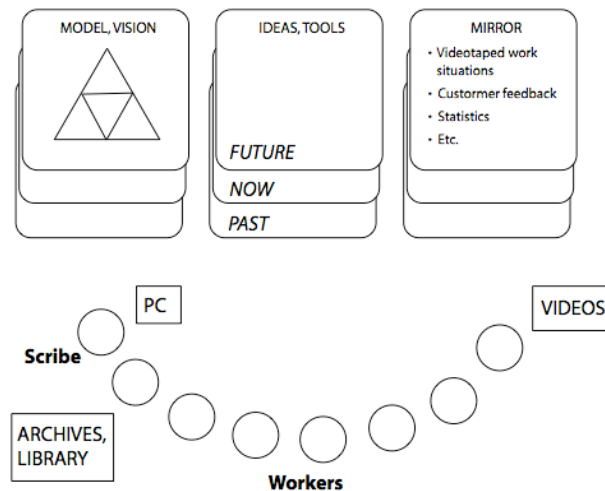 MODEL, VISION
IDEAS, TOOLS
FUTURE
NOW
PAST
MIRROR
• Videotaped work
situations
• Custormer feedback
• Statistics
• Etc.
PC
VIDEOS
Scribe
ARCHIVES,
LIBRARY
Workers